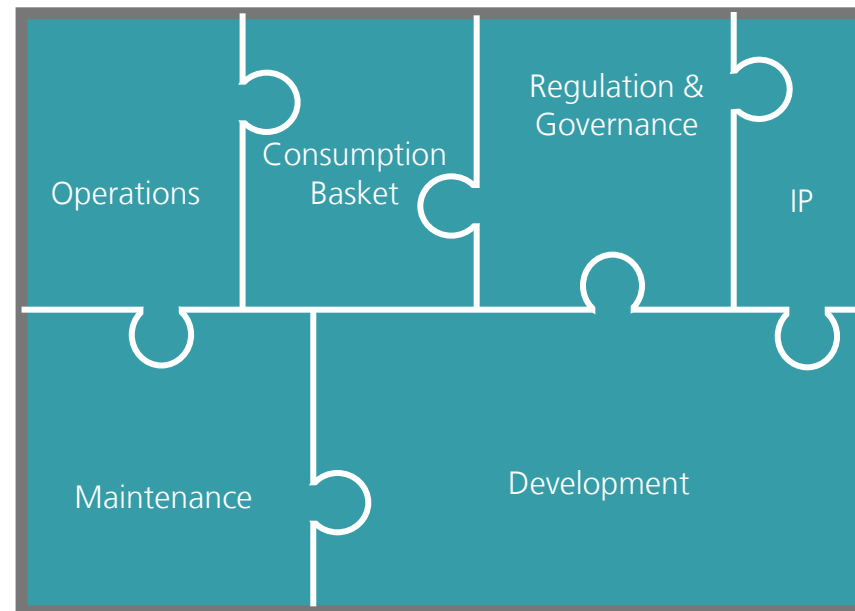 Operations
Consumption
Basket
Regulation &
Governance
IP
Maintenance
Development